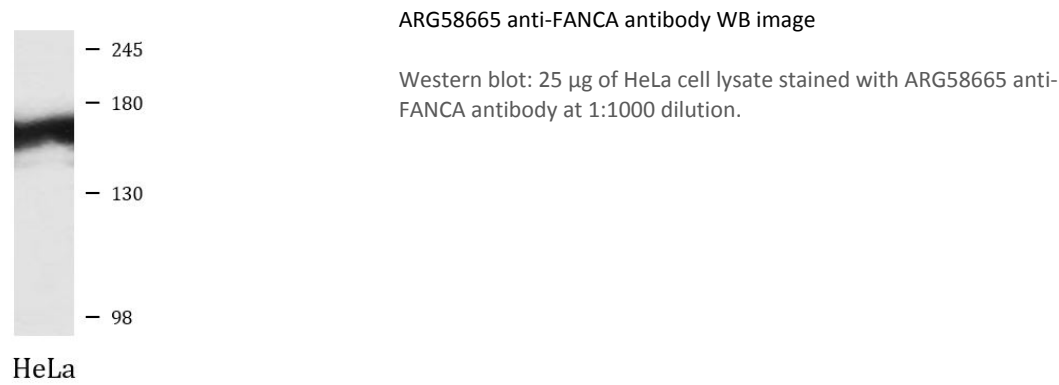 ARG58665 anti-FANCA antibody WB image
Western blot: 25 µg of HeLa cell lysate stained with ARG58665 anti-
FANCA antibody at 1:1000 dilution.
245
180
130
98
HeLa